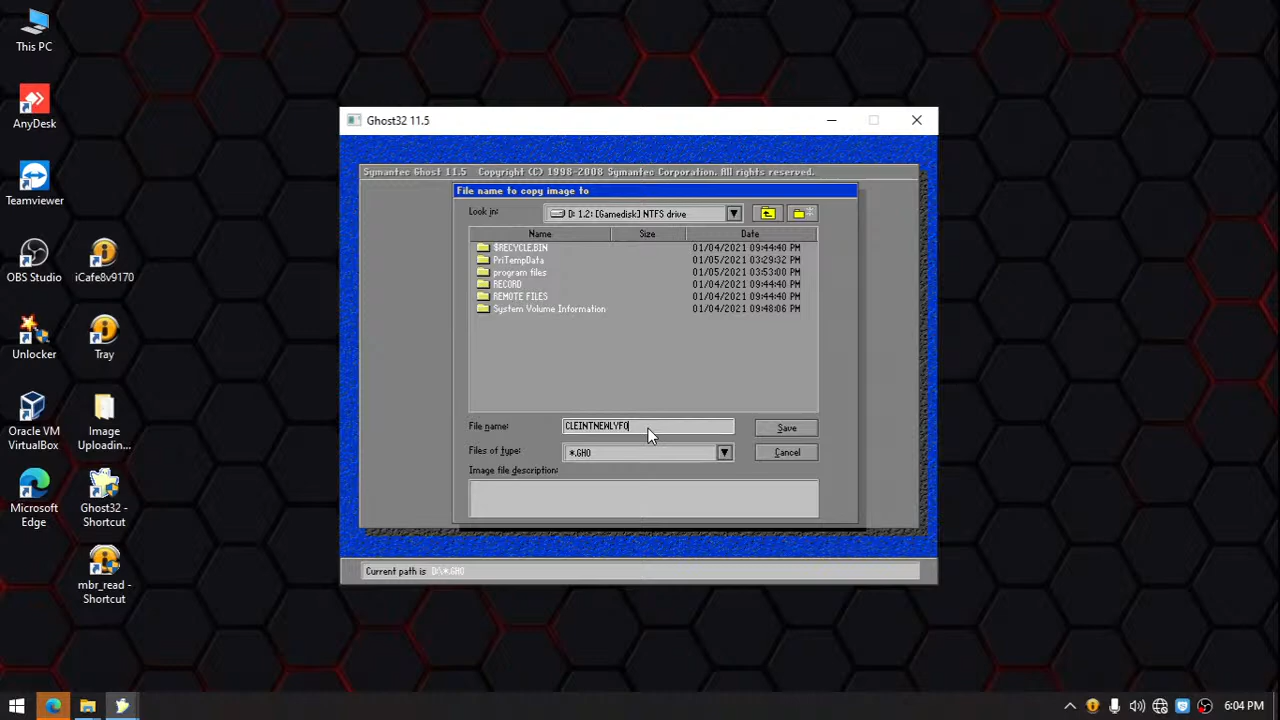 This PC
AnyDesk
Teamviewer
OBS Studio
iCafe8v9170
Unlocker
Tray
Oracle VM
VirtualBox
Image
Uploadin...
Microsoft
Edge
Ghost32 -
Shortcut
mbr_read -
Shortcut
Ghost32 11.5
Symantec Ghost 11.5 Copyright (C) 1998-2008 Symantec Corporation. All rights reserved.
File name to copy image to
Look in: D: 1.2: [Gamedisk] NTFS drive
Name Size Date
$RECYCLE.BIN 01/04/2021 09:44:40 PM
PriTempData 01/05/2021 03:29:32 PM
program files 01/05/2021 03:53:00 PM
RECORD 01/04/2021 09:44:40 PM
REMOTE FILES 01/04/2021 09:44:40 PM
System Volume Information 01/04/2021 09:48:06 PM
File name: CLEINTNEWLYFO Save
Files of type: *.GHO Cancel
Image file description:
Current path is D:\*.GHO
6:04 PM